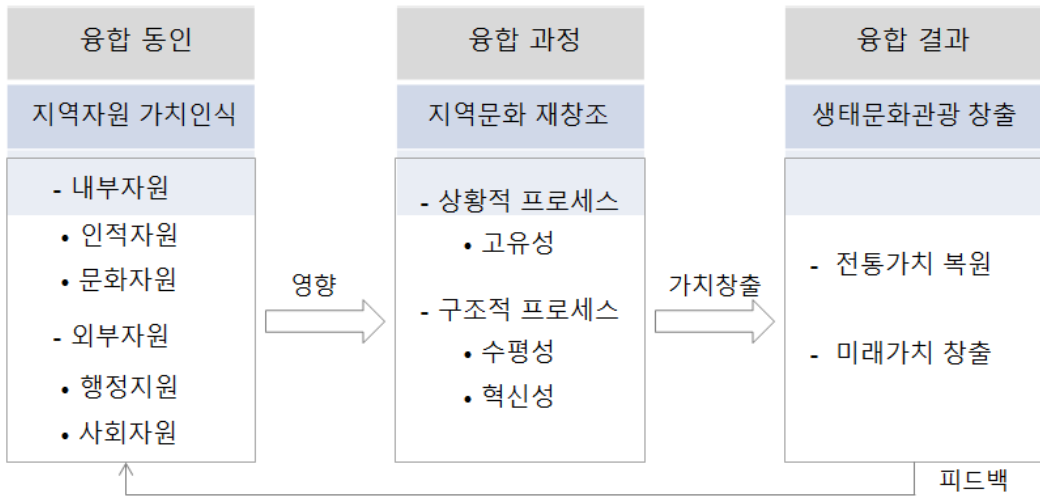 융합 동인
지역자원 가치인식
- 내부자원
• 인적자원
• 문화자원
- 외부자원
• 행정지원
• 사회자원
영향
융합 과정
지역문화 재창조
- 상황적 프로세스
• 고유성
- 구조적 프로세스
• 수평성
• 혁신성
가치창출
융합 결과
생태문화관광 창출
- 전통가치 복원
- 미래가치 창출
피드백